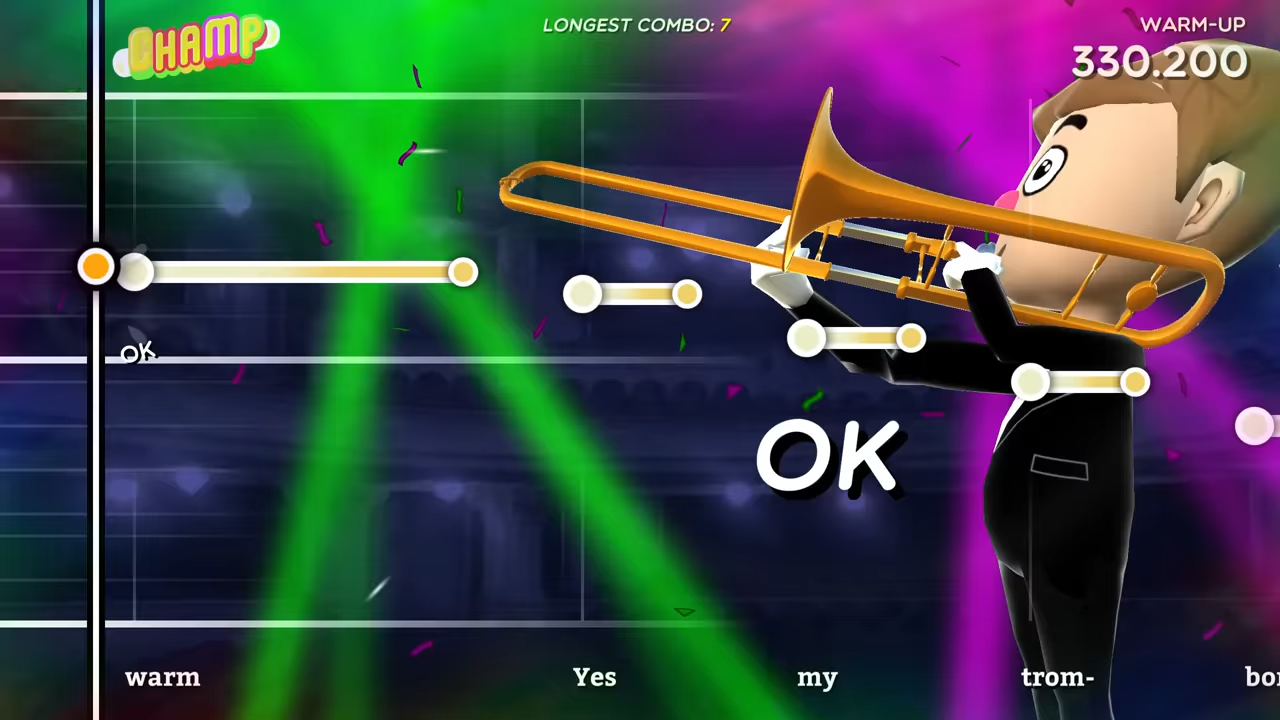 CHAMP
LONGEST COMBO: 7
WARM-UP
330.200
OK
OK
warm Yes my trom-